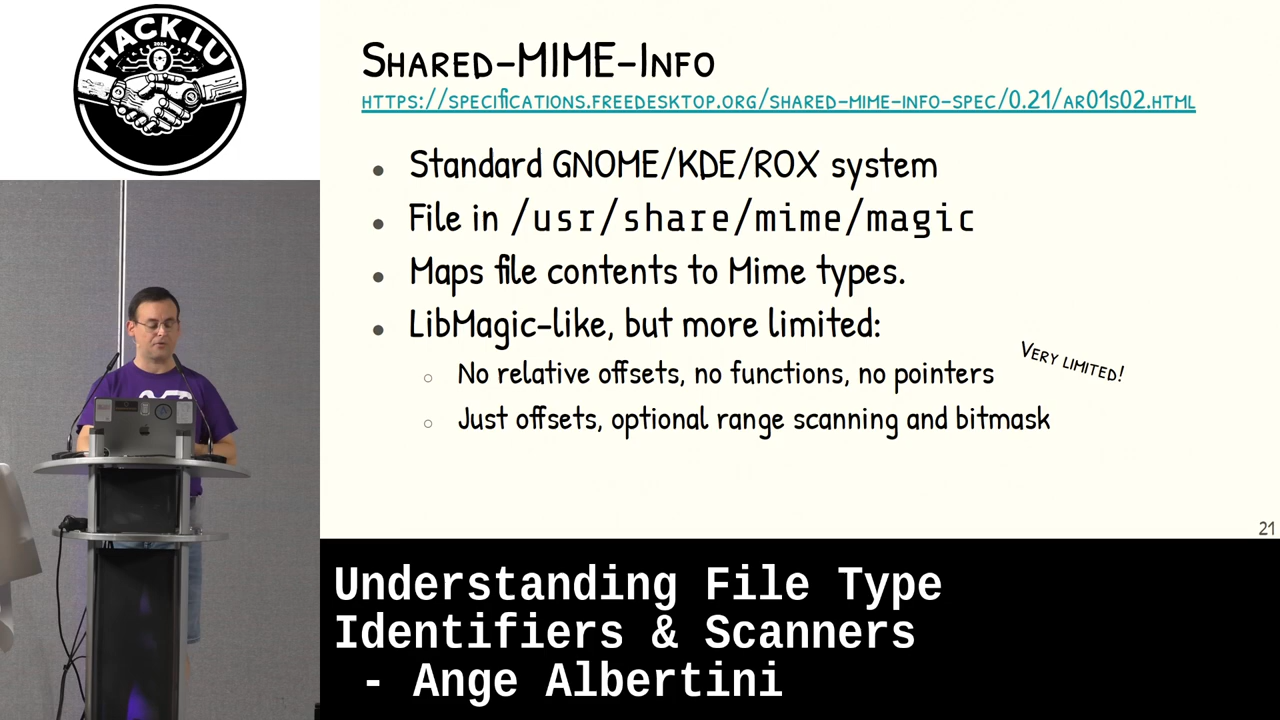 HACK.LU
2024
Shared-MIME-Info
https://specifications.freedesktop.org/shared-mime-info-spec/0.21/ar01s02.html
Standard GNOME/KDE/ROX system
File in /usr/share/mime/magic
Maps file contents to Mime types.
LibMagic-like, but more limited:
Very limited!
No relative offsets, no functions, no pointers
Just offsets, optional range scanning and bitmask
21
Understanding File Type
Identifiers & Scanners
- Ange Albertini